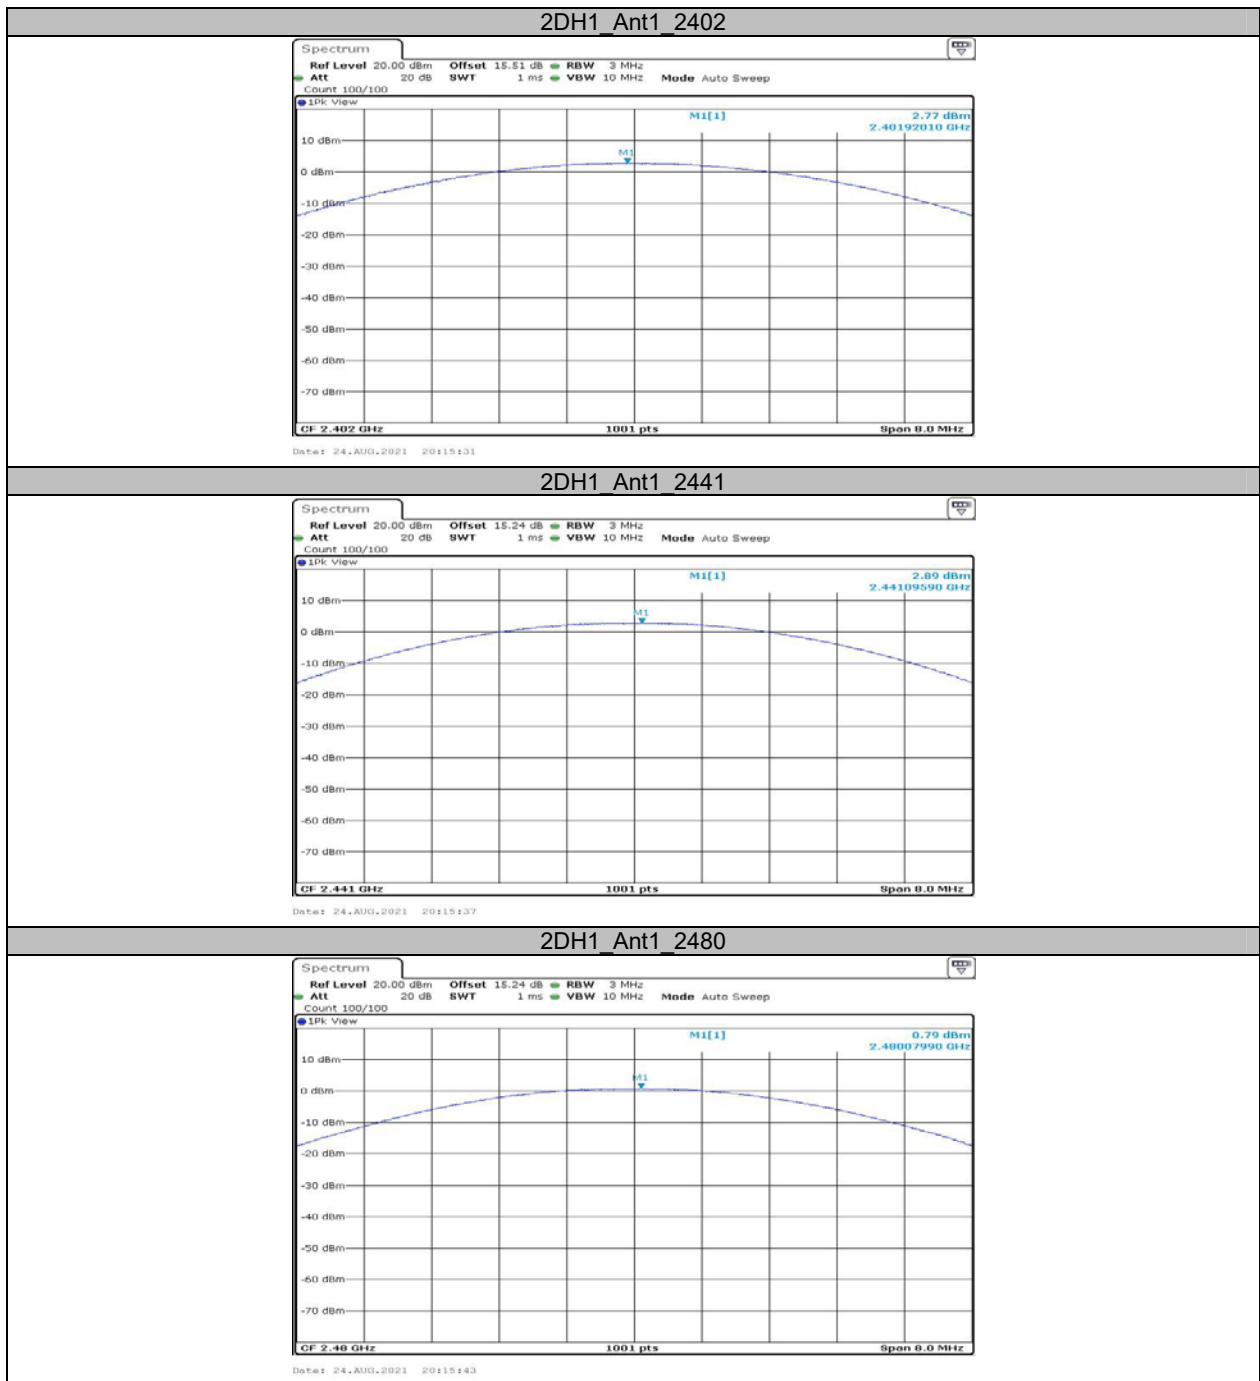 2DH1_Ant1_2402
Spectrum
Ref Level 20.00 dBm Offset 15.51 dB RBW 3 MHz
Att 20 dB SWT 1 ms VBW 10 MHz Mode Auto Sweep
Count 100/100
1Pk View
M1[1] 2.77 dBm
2.40192010 GHz
10 dBm
M1
0 dBm
-10 dBm
-20 dBm
-30 dBm
-40 dBm
-50 dBm
-60 dBm
-70 dBm
CF 2.402 GHz 1001 pts Span 8.0 MHz
Date: 24.AUG.2021 20:15:31
2DH1_Ant1_2441
Spectrum
Ref Level 20.00 dBm Offset 15.24 dB RBW 3 MHz
Att 20 dB SWT 1 ms VBW 10 MHz Mode Auto Sweep
Count 100/100
1Pk View
M1[1] 2.89 dBm
2.44109590 GHz
10 dBm
M1
0 dBm
-10 dBm
-20 dBm
-30 dBm
-40 dBm
-50 dBm
-60 dBm
-70 dBm
CF 2.441 GHz 1001 pts Span 8.0 MHz
Date: 24.AUG.2021 20:15:37
2DH1_Ant1_2480
Spectrum
Ref Level 20.00 dBm Offset 15.24 dB RBW 3 MHz
Att 20 dB SWT 1 ms VBW 10 MHz Mode Auto Sweep
Count 100/100
1Pk View
M1[1] 0.79 dBm
2.48007990 GHz
10 dBm
M1
0 dBm
-10 dBm
-20 dBm
-30 dBm
-40 dBm
-50 dBm
-60 dBm
-70 dBm
CF 2.48 GHz 1001 pts Span 8.0 MHz
Date: 24.AUG.2021 20:15:43